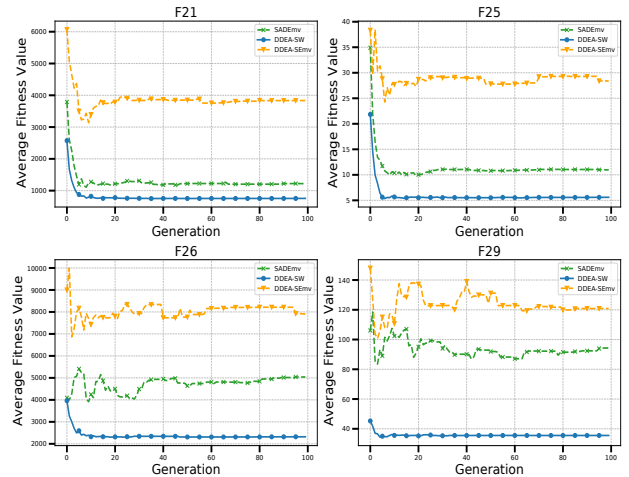 F21
Average Fitness Value
6000
5000
4000
3000
2000
1000
0
20
40
60
80
100
Generation
SADEmv
DDEA-SW
DDEA-SEmv
F25
Average Fitness Value
40
35
30
25
20
15
10
5
0
20
40
60
80
100
Generation
SADEmv
DDEA-SW
DDEA-SEmv
F26
Average Fitness Value
10000
9000
8000
7000
6000
5000
4000
3000
2000
0
20
40
60
80
100
Generation
SADEmv
DDEA-SW
DDEA-SEmv
F29
Average Fitness Value
140
120
100
80
60
40
0
20
40
60
80
100
Generation
SADEmv
DDEA-SW
DDEA-SEmv